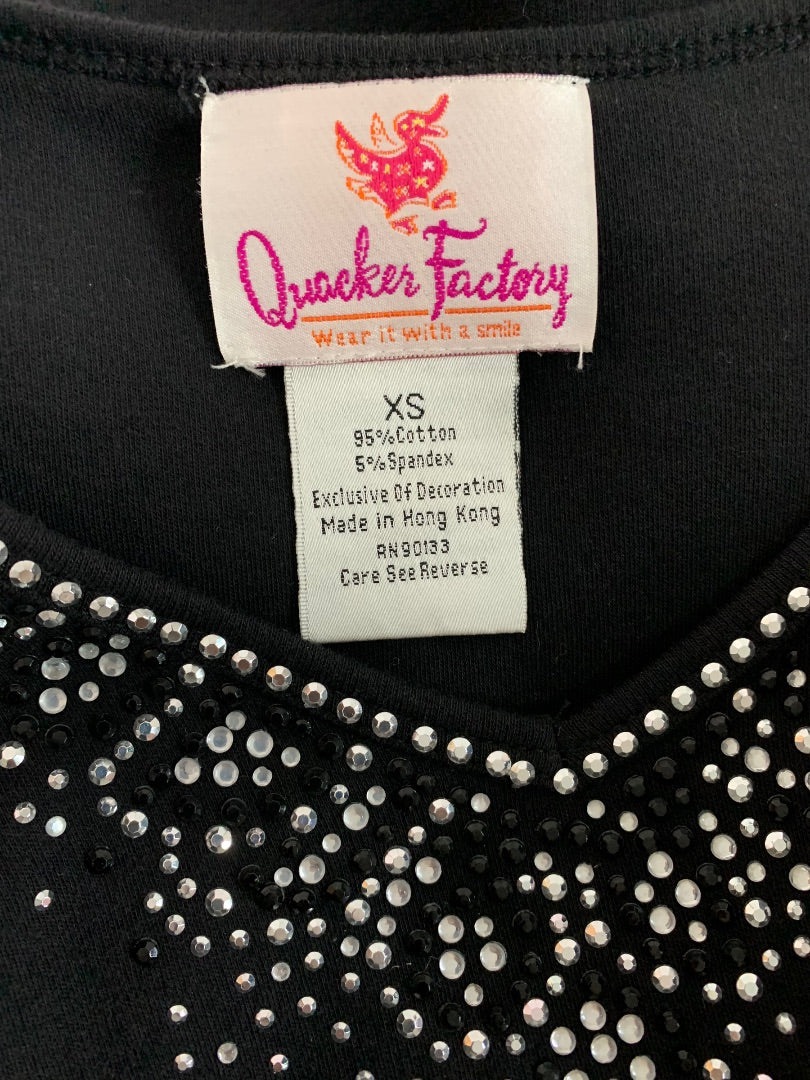 Quacker Factory
Wear it with a smile
XS
95%Cotton
5%Spandex
Exclusive Of Decoration
Made in Hong Kong
RN90133
Care See Reverse